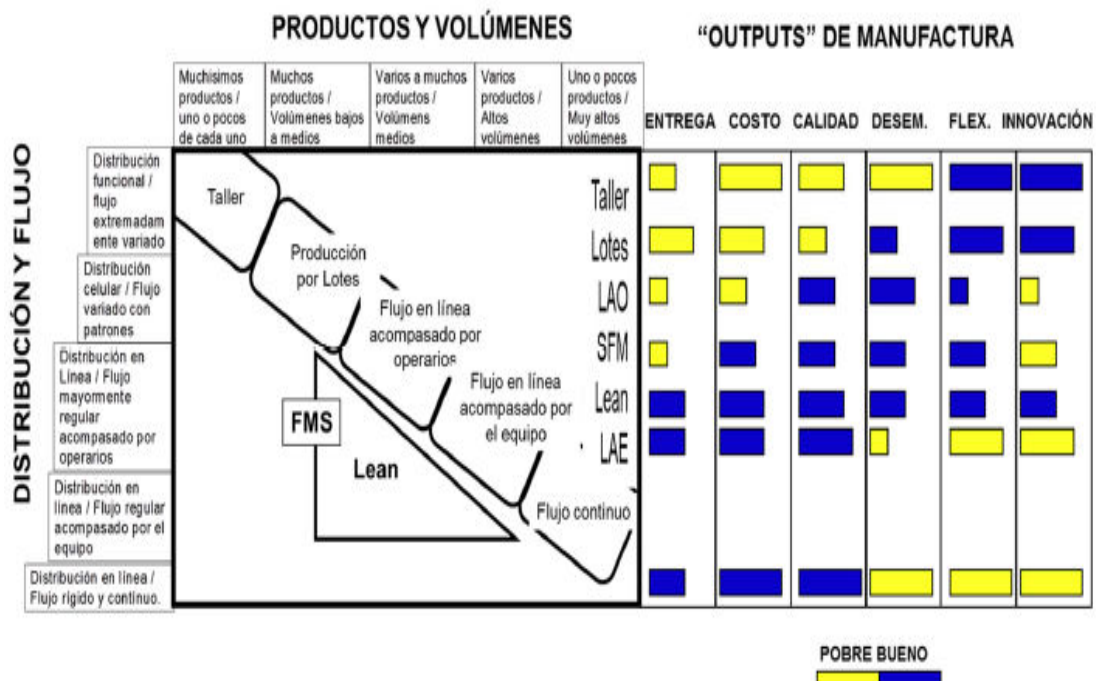 PRODUCTOS Y VOLÚMENES
"OUTPUTS" DE MANUFACTURA
Muchisimos
productos /
uno o pocos
de cada uno
Muchos
productos /
Volúmenes bajos
a medios
Varios a muchos
productos /
Volúmens
medios
Varios
productos /
Altos
volúmenes
Uno o pocos
productos /
Muy altos
volúmenes
ENTREGA COSTO CALIDAD DESEM. FLEX. INNOVACIÓN
DISTRIBUCIÓN Y FLUJO
Distribución
funcional /
flujo
extremadam
ente variado
Distribución
celular / Flujo
variado con
patrones
Distribución en
Línea / Flujo
mayormente
regular
acompasado por
operarios
Distribución en
línea / Flujo regular
acompasado por el
equipo
Distribución en línea /
Flujo rígido y continuo.
Taller
Producción
por Lotes
Flujo en línea
acompasado por
operarios
Flujo en línea
acompasado por
el equipo
Flujo continuo
FMS
Lean
Taller
Lotes
LAO
SFM
Lean
LAE
POBRE BUENO